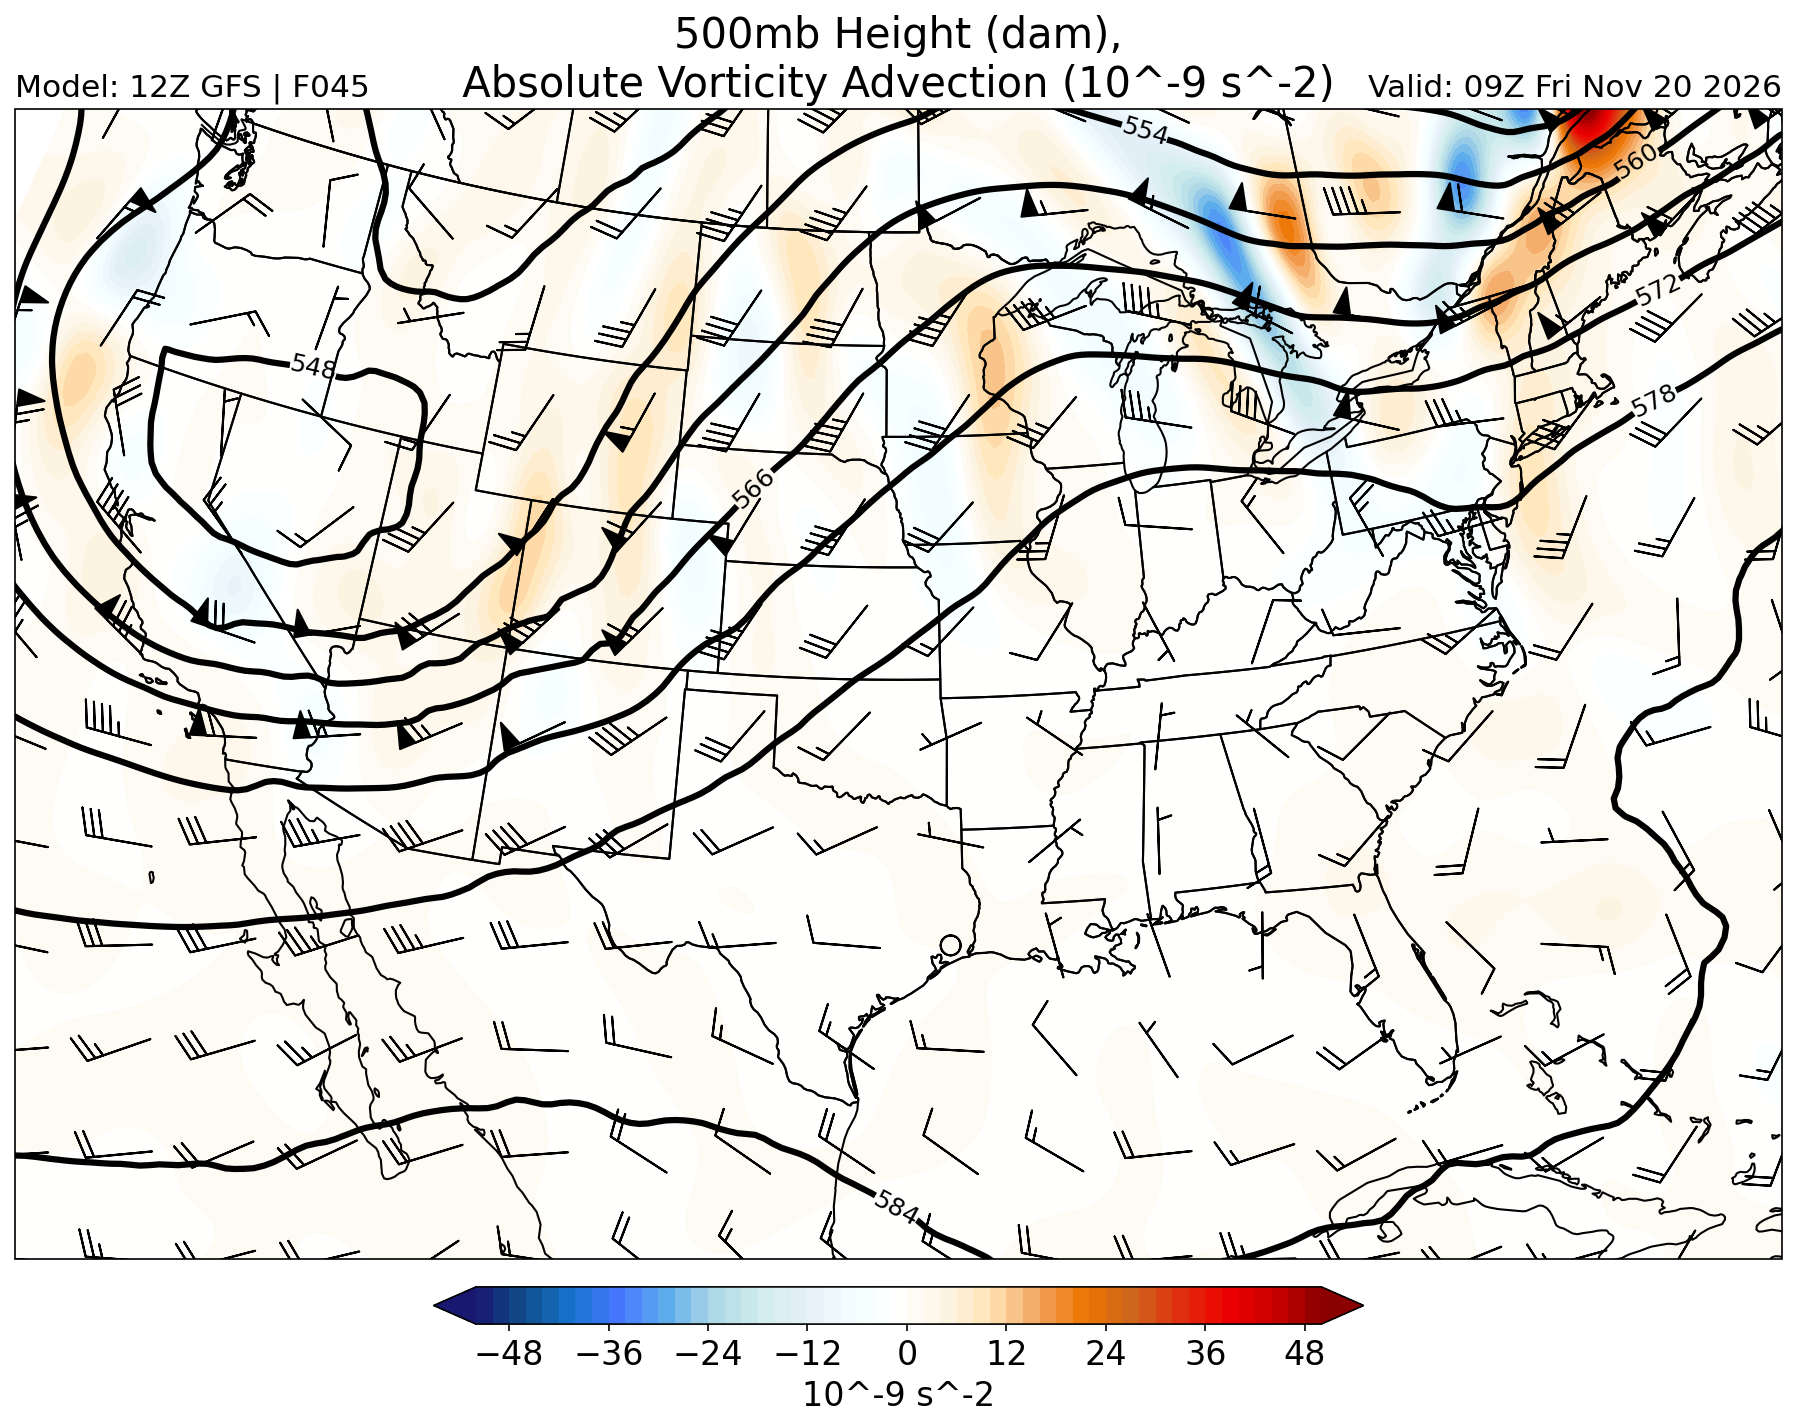 500mb Height (dam),
Model: 12Z GFS | F045
Absolute Vorticity Advection (10^-9 s^-2)
Valid: 09Z Fri Nov 20 2026
554
560
572
548
578
566
584
−48 −36 −24 −12 0 12 24 36 48
10^-9 s^-2